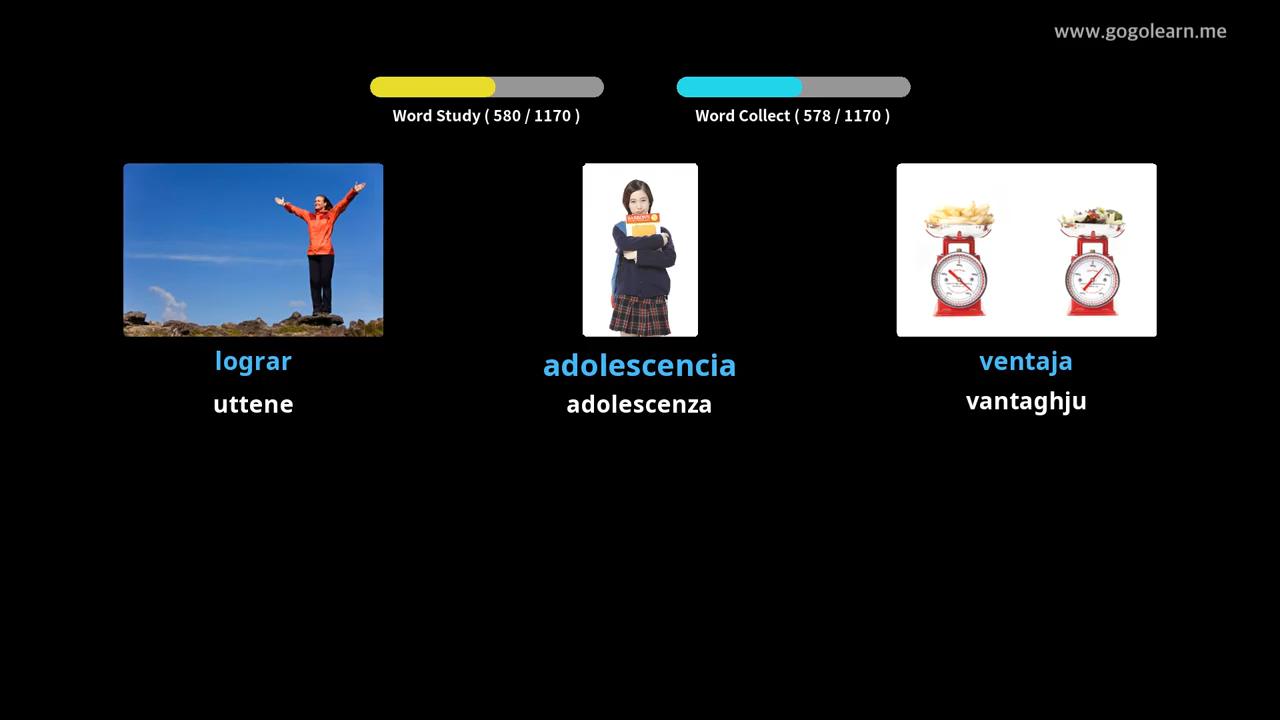 www.gogolearn.me
Word Study ( 580 / 1170 )
Word Collect ( 578 / 1170 )
lograr
adolescencia
ventaja
uttene
adolescenza
vantaghju